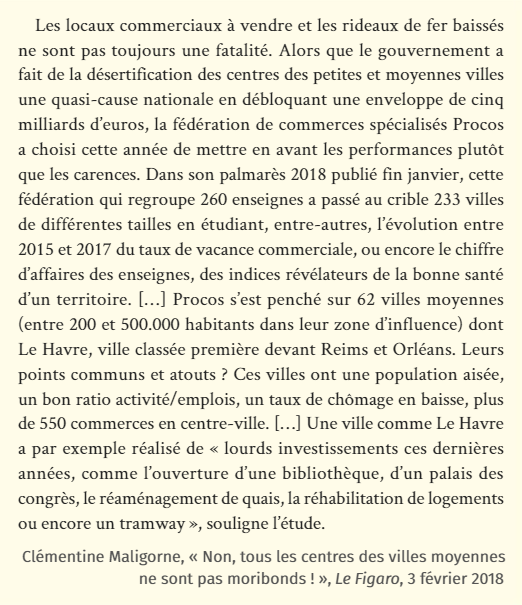 Les locaux commerciaux à vendre et les rideaux de fer baissés
ne sont pas toujours une fatalité. Alors que le gouvernement a
fait de la désertification des centres des petites et moyennes villes
une quasi-cause nationale en débloquant une enveloppe de cinq
milliards d’euros, la fédération de commerces spécialisés Procos
a choisi cette année de mettre en avant les performances plutôt
que les carences. Dans son palmarès 2018 publié fin janvier, cette
fédération qui regroupe 260 enseignes a passé au crible 233 villes
de différentes tailles en étudiant, entre-autres, l’évolution entre
2015 et 2017 du taux de vacance commerciale, ou encore le chiffre
d’affaires des enseignes, des indices révélateurs de la bonne santé
d’un territoire. […] Procos s’est penché sur 62 villes moyennes
(entre 200 et 500.000 habitants dans leur zone d’influence) dont
Le Havre, ville classée première devant Reims et Orléans. Leurs
points communs et atouts ? Ces villes ont une population aisée,
un bon ratio activité/emplois, un taux de chômage en baisse, plus
de 550 commerces en centre-ville. […] Une ville comme Le Havre
a par exemple réalisé de « lourds investissements ces dernières
années, comme l’ouverture d’une bibliothèque, d’un palais des
congrès, le réaménagement de quais, la réhabilitation de logements
ou encore un tramway », souligne l’étude.
Clémentine Maligorne, « Non, tous les centres des villes moyennes
ne sont pas moribonds ! », Le Figaro, 3 février 2018